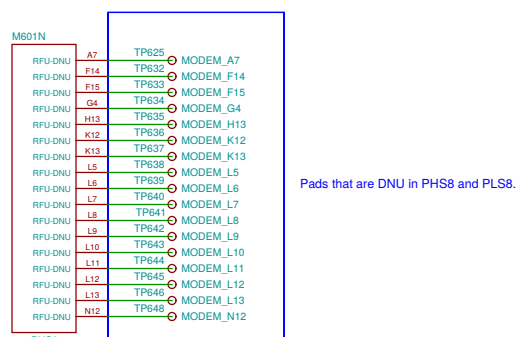 M601N
RFU-DNU A7 TP625 MODEM_A7
RFU-DNU F14 TP632 MODEM_F14
RFU-DNU F15 TP633 MODEM_F15
RFU-DNU G4 TP634 MODEM_G4
RFU-DNU H13 TP635 MODEM_H13
RFU-DNU K12 TP636 MODEM_K12
RFU-DNU K13 TP637 MODEM_K13
RFU-DNU L5 TP638 MODEM_L5
RFU-DNU L6 TP639 MODEM_L6
Pads that are DNU in PHS8 and PLS8.
RFU-DNU L7 TP640 MODEM_L7
RFU-DNU L8 TP641 MODEM_L8
RFU-DNU L9 TP642 MODEM_L9
RFU-DNU L10 TP643 MODEM_L10
RFU-DNU L11 TP644 MODEM_L11
RFU-DNU L12 TP645 MODEM_L12
RFU-DNU L13 TP646 MODEM_L13
RFU-DNU N12 TP648 MODEM_N12